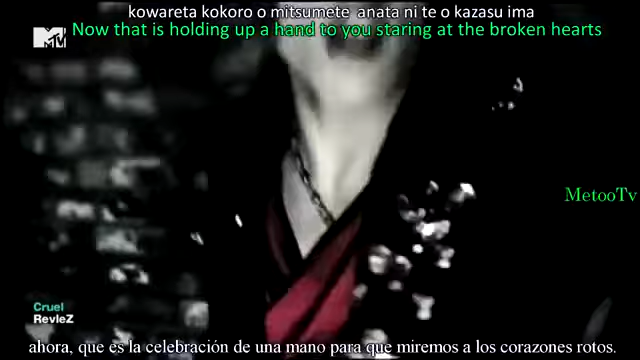 kowareta kokoro o mitsumete anata ni te o kazasu ima
Now that is holding up a hand to you staring at the broken hearts
MTV
MetooTv
Cruel
RevleZ
ahora, que es la celebración de una mano para que miremos a los corazones rotos.